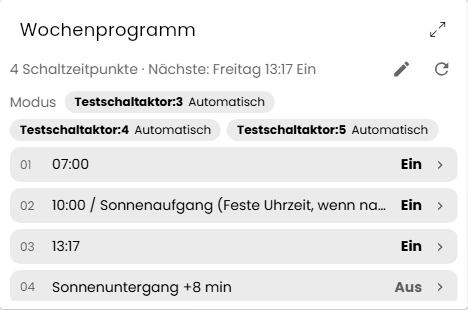 Wochenprogramm
4 Schaltzeitpunkte · Nächste: Freitag 13:17 Ein
Modus Testschaltaktor:3 Automatisch
Testschaltaktor:4 Automatisch Testschaltaktor:5 Automatisch
01 07:00 Ein
02 10:00 / Sonnenaufgang (Feste Uhrzeit, wenn na... Ein
03 13:17 Ein
04 Sonnenuntergang +8 min Aus